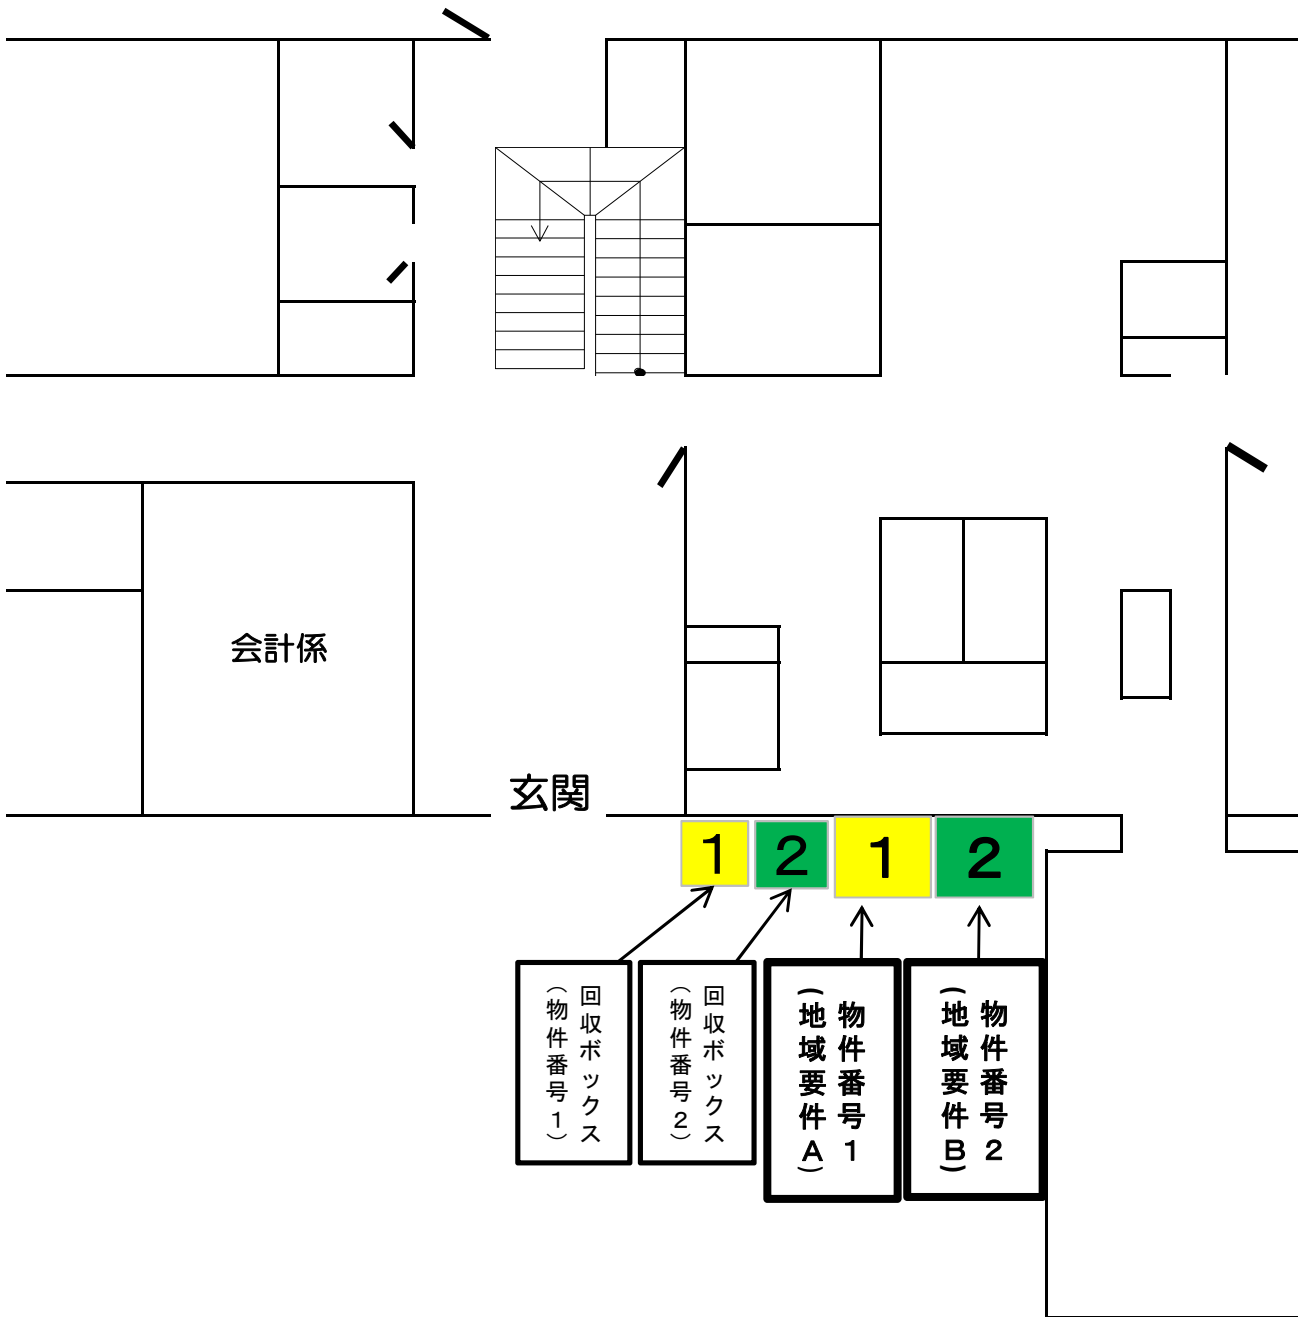 会計係
玄関
1
2
1
2
回収ボックス
（物件番号１）
回収ボックス
（物件番号２）
物件番号１
(地域要件Ａ)
物件番号２
(地域要件Ｂ)